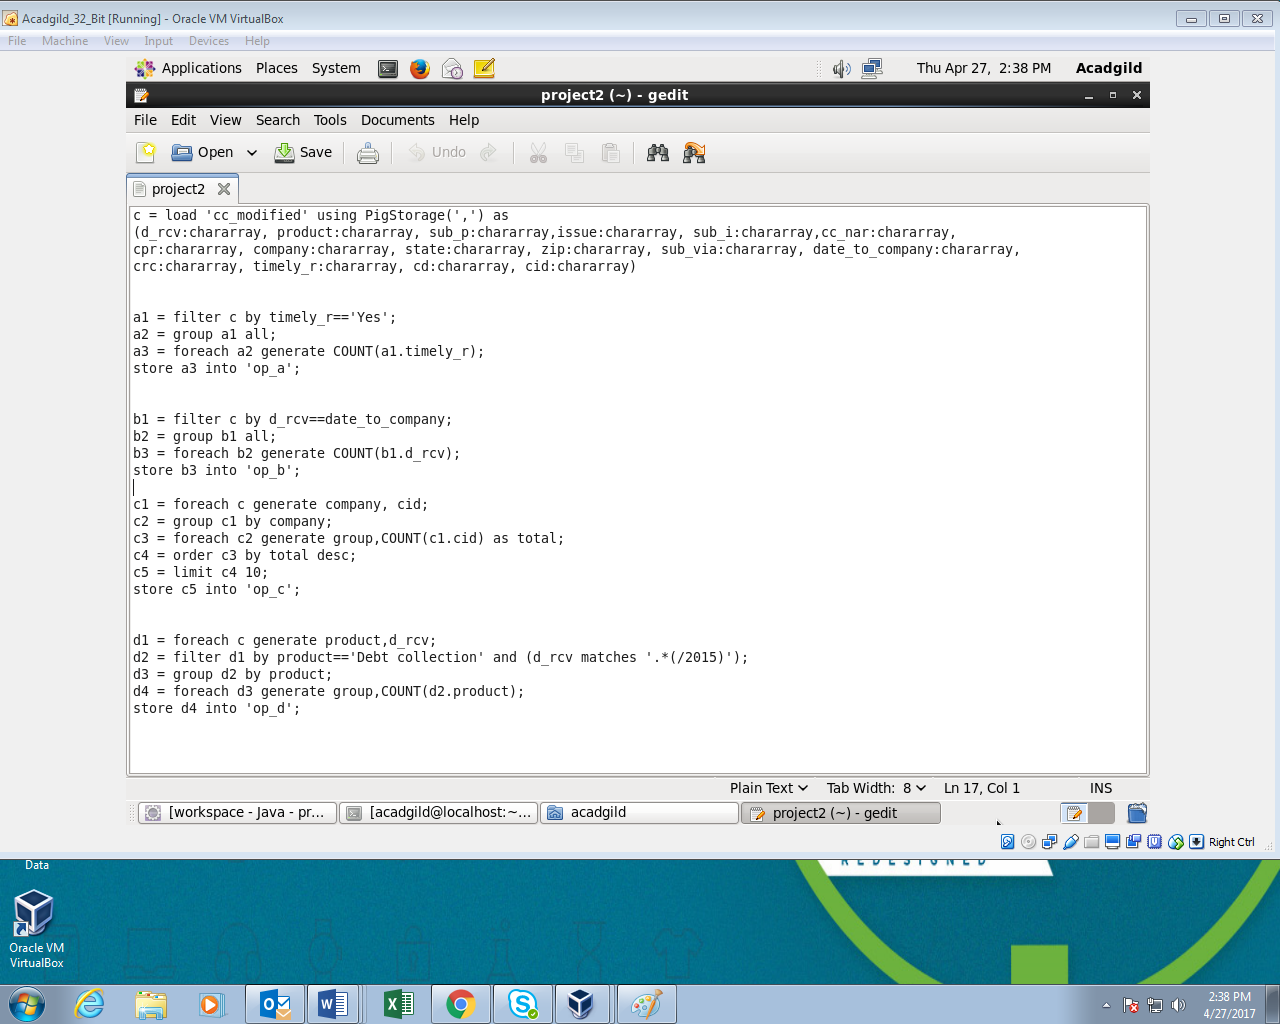 Acadgild_32_Bit [Running] - Oracle VM VirtualBox
File Machine View Input Devices Help
Applications Places System Thu Apr 27, 2:38 PM Acadgild
project2 (~) - gedit
File Edit View Search Tools Documents Help
Open Save Undo
project2
c = load 'cc_modified' using PigStorage(',') as
(d_rcv:chararray, product:chararray, sub_p:chararray,issue:chararray, sub_i:chararray,cc_nar:chararray,
cpr:chararray, company:chararray, state:chararray, zip:chararray, sub_via:chararray, date_to_company:chararray,
crc:chararray, timely_r:chararray, cd:chararray, cid:chararray)
a1 = filter c by timely_r=='Yes';
a2 = group a1 all;
a3 = foreach a2 generate COUNT(a1.timely_r);
store a3 into 'op_a';
b1 = filter c by d_rcv==date_to_company;
b2 = group b1 all;
b3 = foreach b2 generate COUNT(b1.d_rcv);
store b3 into 'op_b';
c1 = foreach c generate company, cid;
c2 = group c1 by company;
c3 = foreach c2 generate group,COUNT(c1.cid) as total;
c4 = order c3 by total desc;
c5 = limit c4 10;
store c5 into 'op_c';
d1 = foreach c generate product,d_rcv;
d2 = filter d1 by product=='Debt collection' and (d_rcv matches '.*(/2015)');
d3 = group d2 by product;
d4 = foreach d3 generate group,COUNT(d2.product);
store d4 into 'op_d';
Plain Text Tab Width: 8 Ln 17, Col 1 INS
[workspace - Java - pr... [acadgild@localhost:~... acadgild project2 (~) - gedit
Right Ctrl
Data
REDESIGNED
Oracle VM
VirtualBox
2:38 PM
4/27/2017